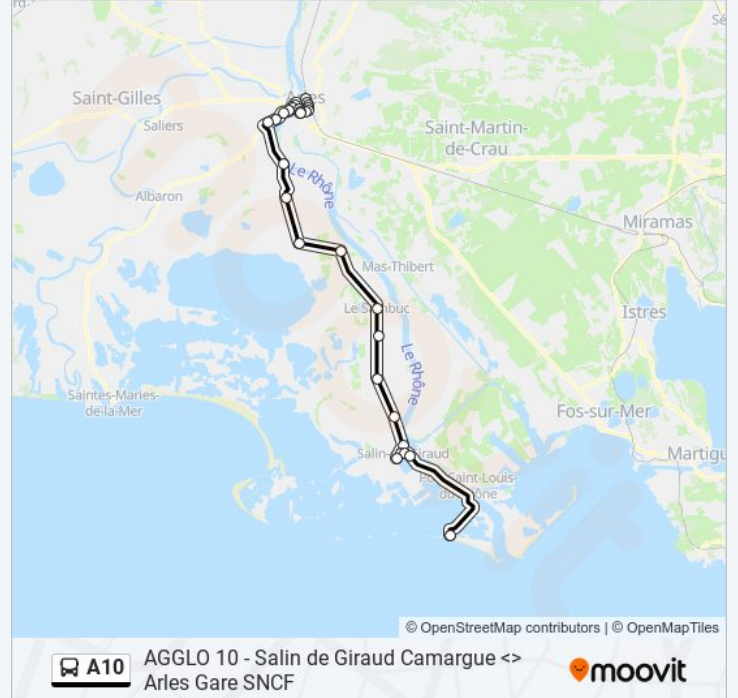 Saint-Gilles
Arles
Saliers
Saint-Martin-
de-Crau
Le Rhône
Albaron
Miramas
Mas-Thibert
Istres
Le Sambuc
Le Rhône
Saintes-Maries-
de-la-Mer
Fos-sur-Mer
Salin-de-Giraud
Martigu
Port-Saint-Louis
du-Rhône
© OpenStreetMap contributors | © OpenMapTiles
A10
AGGLO 10 - Salin de Giraud Camargue <>
Arles Gare SNCF
moovit